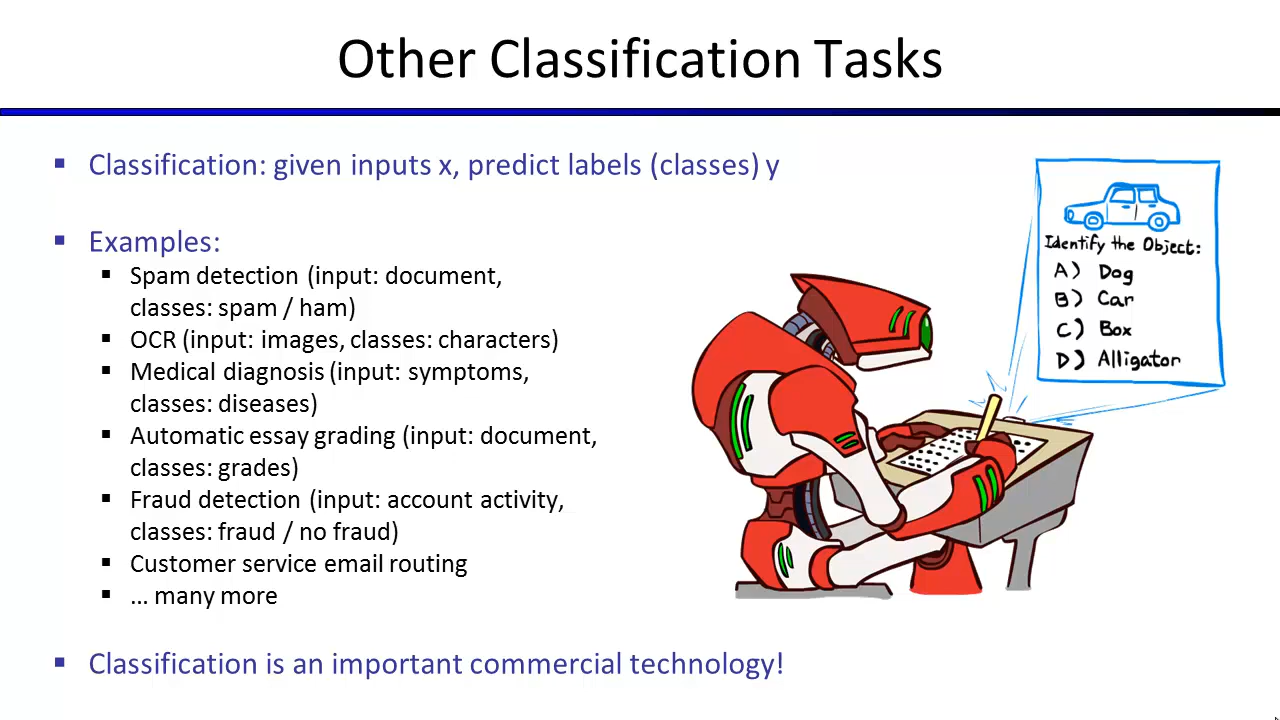 Other Classification Tasks
▪ Classification: given inputs x, predict labels (classes) y
▪ Examples:
▪ Spam detection (input: document,
classes: spam / ham)
▪ OCR (input: images, classes: characters)
▪ Medical diagnosis (input: symptoms,
classes: diseases)
▪ Automatic essay grading (input: document,
classes: grades)
▪ Fraud detection (input: account activity,
classes: fraud / no fraud)
▪ Customer service email routing
▪ … many more
▪ Classification is an important commercial technology!
Identify the Object:
A) Dog
B) Car
C) Box
D) Alligator